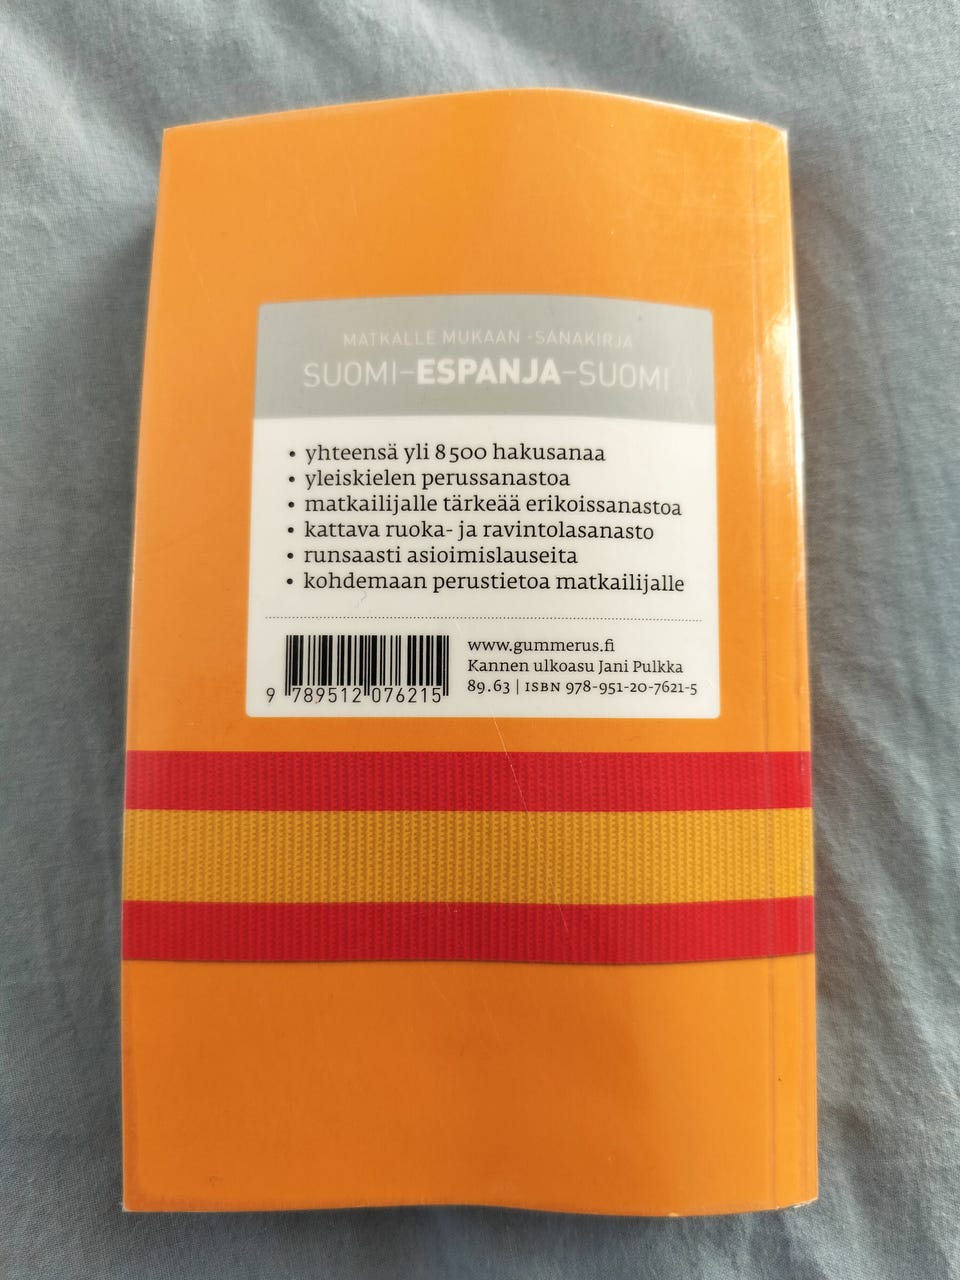 MATKALLE MUKAAN -SANAKIRJA
SUOMI–ESPANJA–SUOMI
• yhteensä yli 8 500 hakusanaa
• yleiskielen perussanastoa
• matkailijalle tärkeää erikoissanastoa
• kattava ruoka- ja ravintolasanasto
• runsaasti asioimislauseita
• kohdemaan perustietoa matkailijalle
www.gummerus.fi
Kannen ulkoasu Jani Pulkka
89.63 | ISBN 978-951-20-7621-5
9 789512 076215